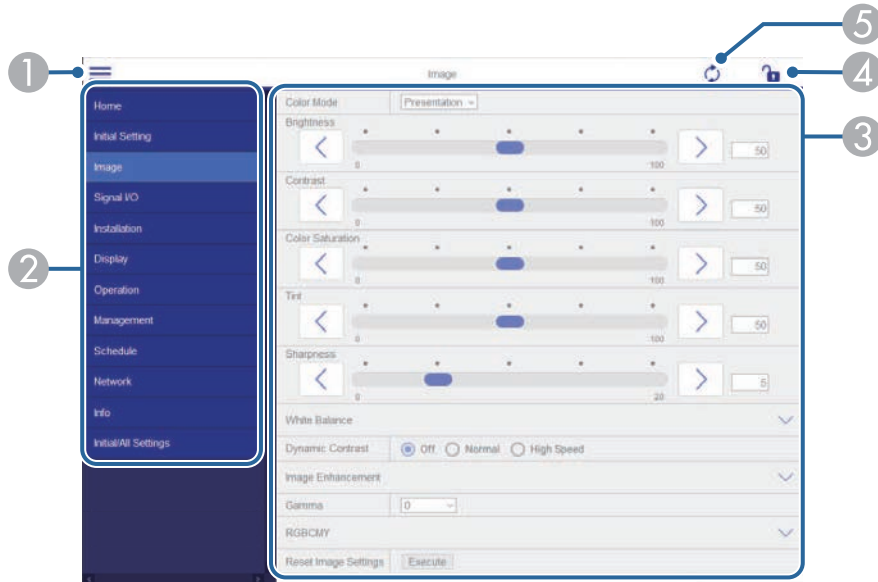 5
1
Image
4
Home
Color Mode
Presentation
Brightness
3
Initial Setting
50
0
100
Image
Contrast
Signal I/O
50
0
100
Installation
Color Saturation
2
Display
50
0
100
Operation
Tint
Management
50
0
100
Schedule
Sharpness
Network
5
0
20
Info
White Balance
Initial/All Settings
Dynamic Contrast
Off
Normal
High Speed
Image Enhancement
Gamma
0
RGBCMY
Reset Image Settings
Execute